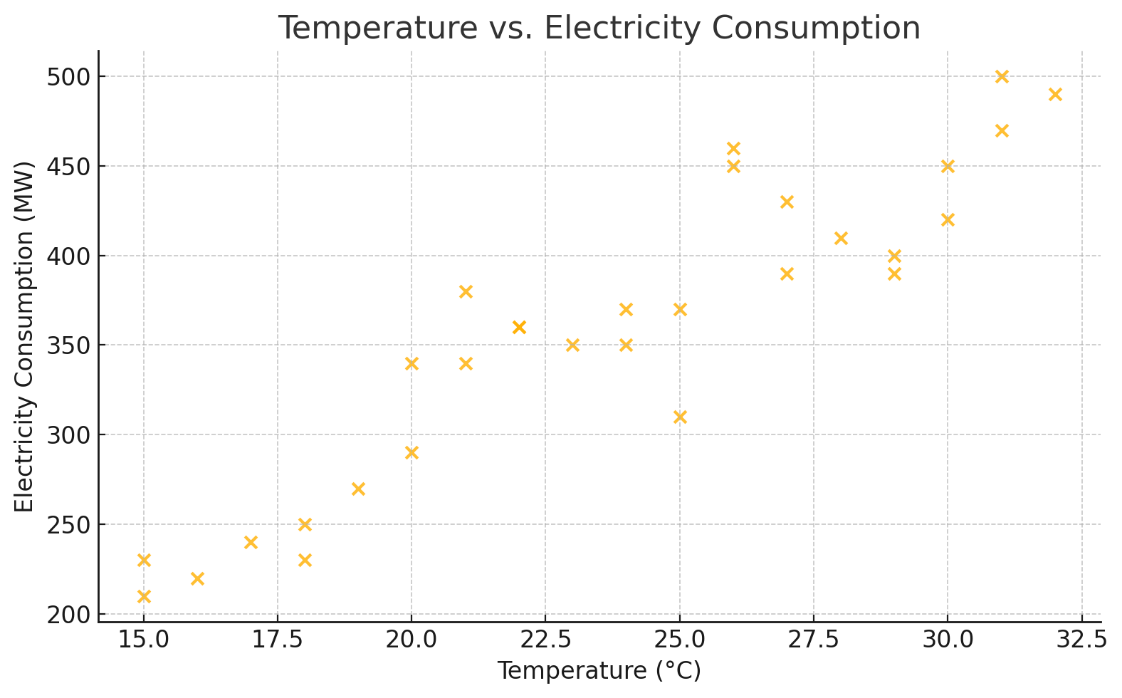 Temperature vs. Electricity Consumption
Electricity Consumption (MW)
500
450
400
350
300
250
200
15.0 17.5 20.0 22.5 25.0 27.5 30.0 32.5
Temperature (°C)